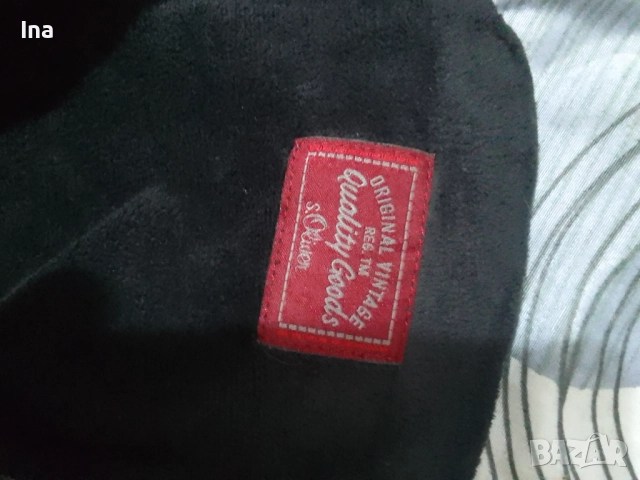 Ina
ORIGINAL VINTAGE
REG. TM
Quality Goods
s.Oliver
BAZAR